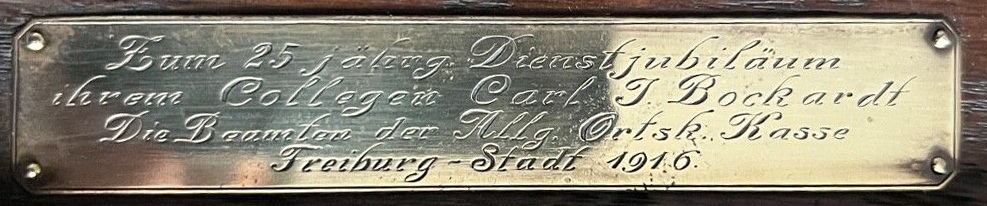 Zum 25 jährg. Dienstjubiläum
ihrem Collegen Carl J Bockardt
Die Beamten der Allg. Ortsk. Kasse
Freiburg - Stadt 1916.